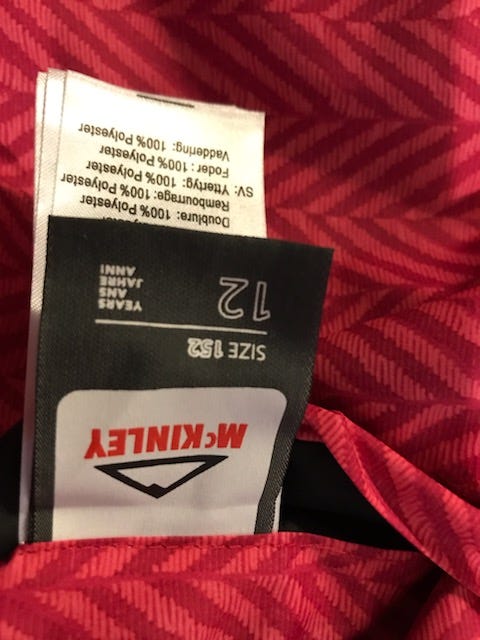 McKINLEY
SIZE 152
12
YEARS
ANS
JAHRE
ANNI
Doublure: 100% Polyester
Rembourrage: 100% Polyester
SV: Yttertyg: 100% Polyester
Foder : 100% Polyester
Vaddering: 100% Polyester